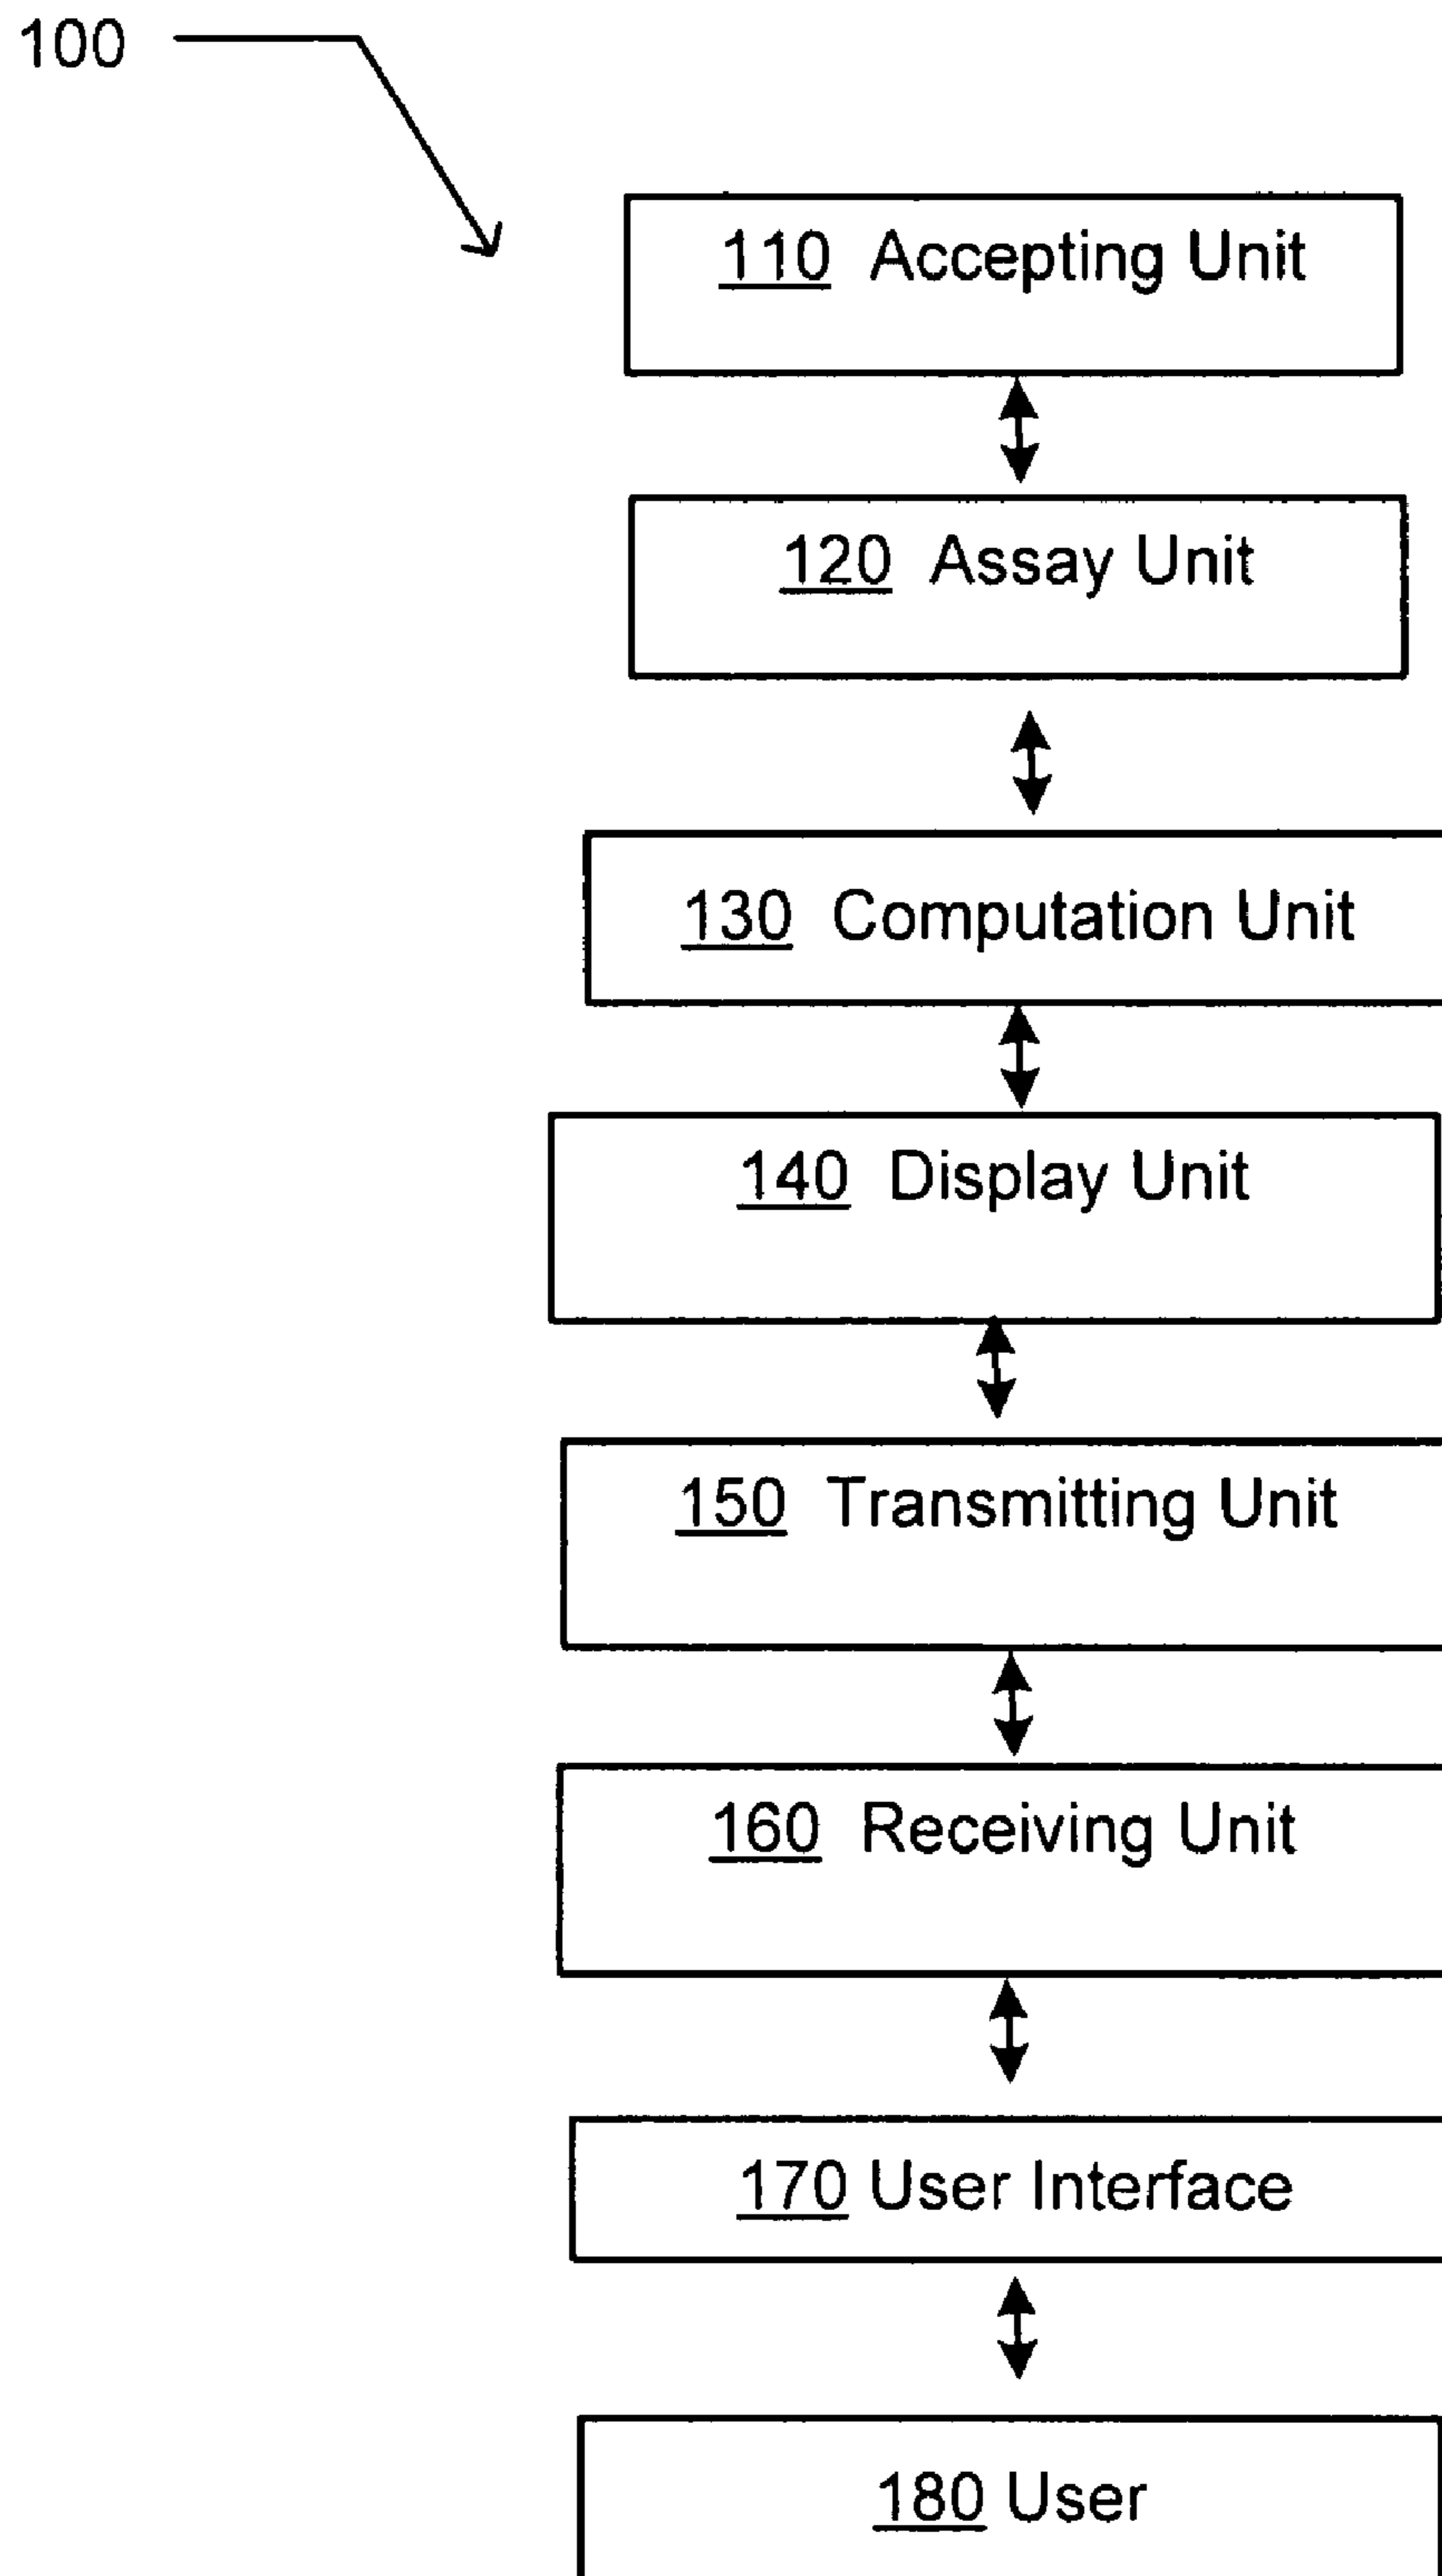 100
110 Accepting Unit
120 Assay Unit
130 Computation Unit
140 Display Unit
150 Transmitting Unit
160 Receiving Unit
170 User Interface
180 User